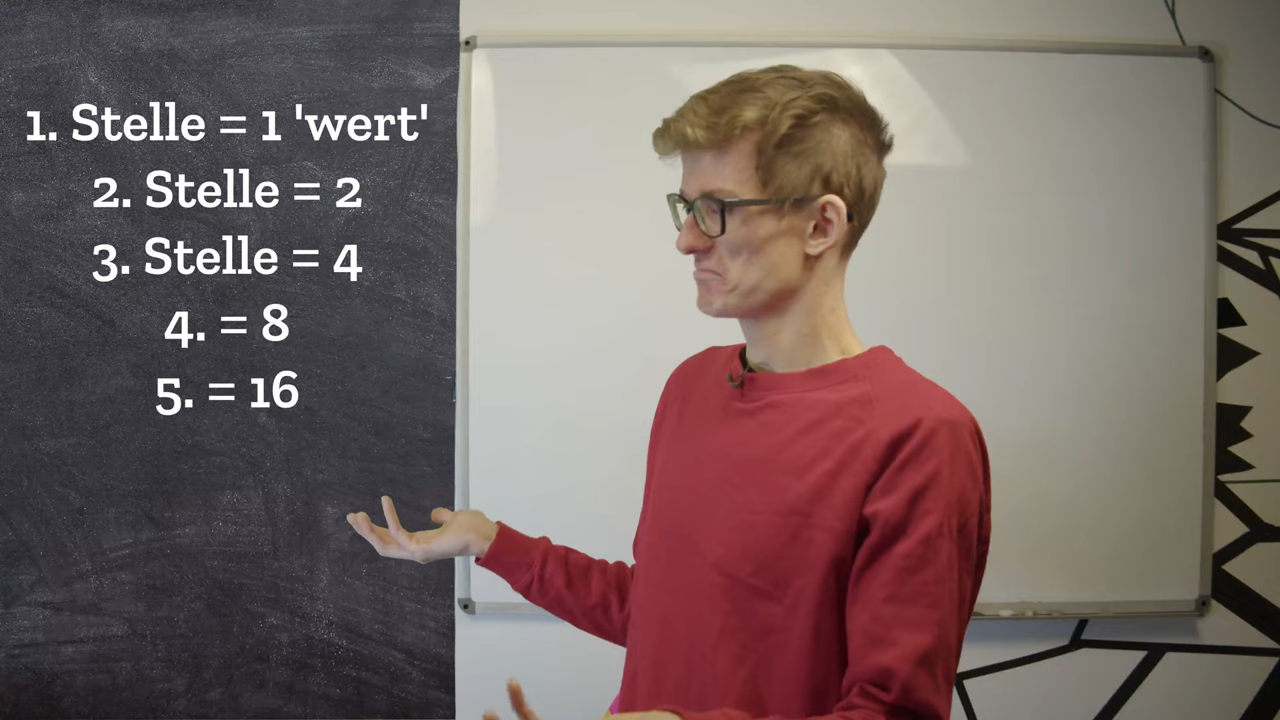 1. Stelle = 1 'wert'
2. Stelle = 2
3. Stelle = 4
4. = 8
5. = 16